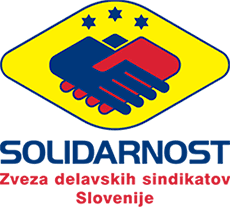 SOLIDARNOST
Zveza delavskih sindikatov
Slovenije